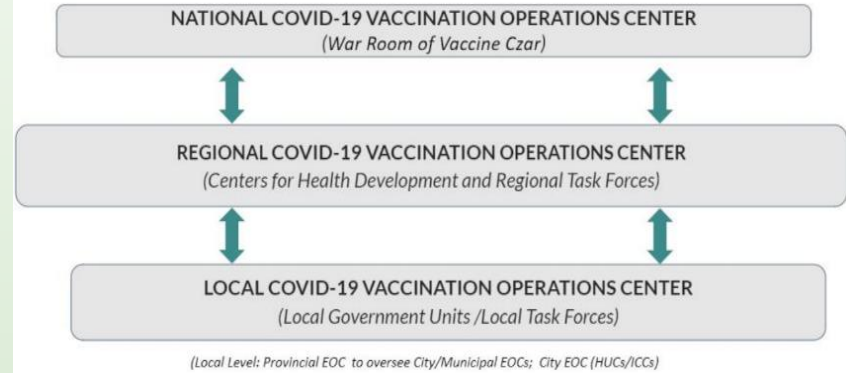 NATIONAL COVID-19 VACCINATION OPERATIONS CENTER
(War Room of Vaccine Czar)
REGIONAL COVID-19 VACCINATION OPERATIONS CENTER
(Centers for Health Development and Regional Task Forces)
LOCAL COVID-19 VACCINATION OPERATIONS CENTER
(Local Government Units /Local Task Forces)
(Local Level: Provincial EOC to oversee City/Municipal EOCs; City EOC (HUCs/ICCs)